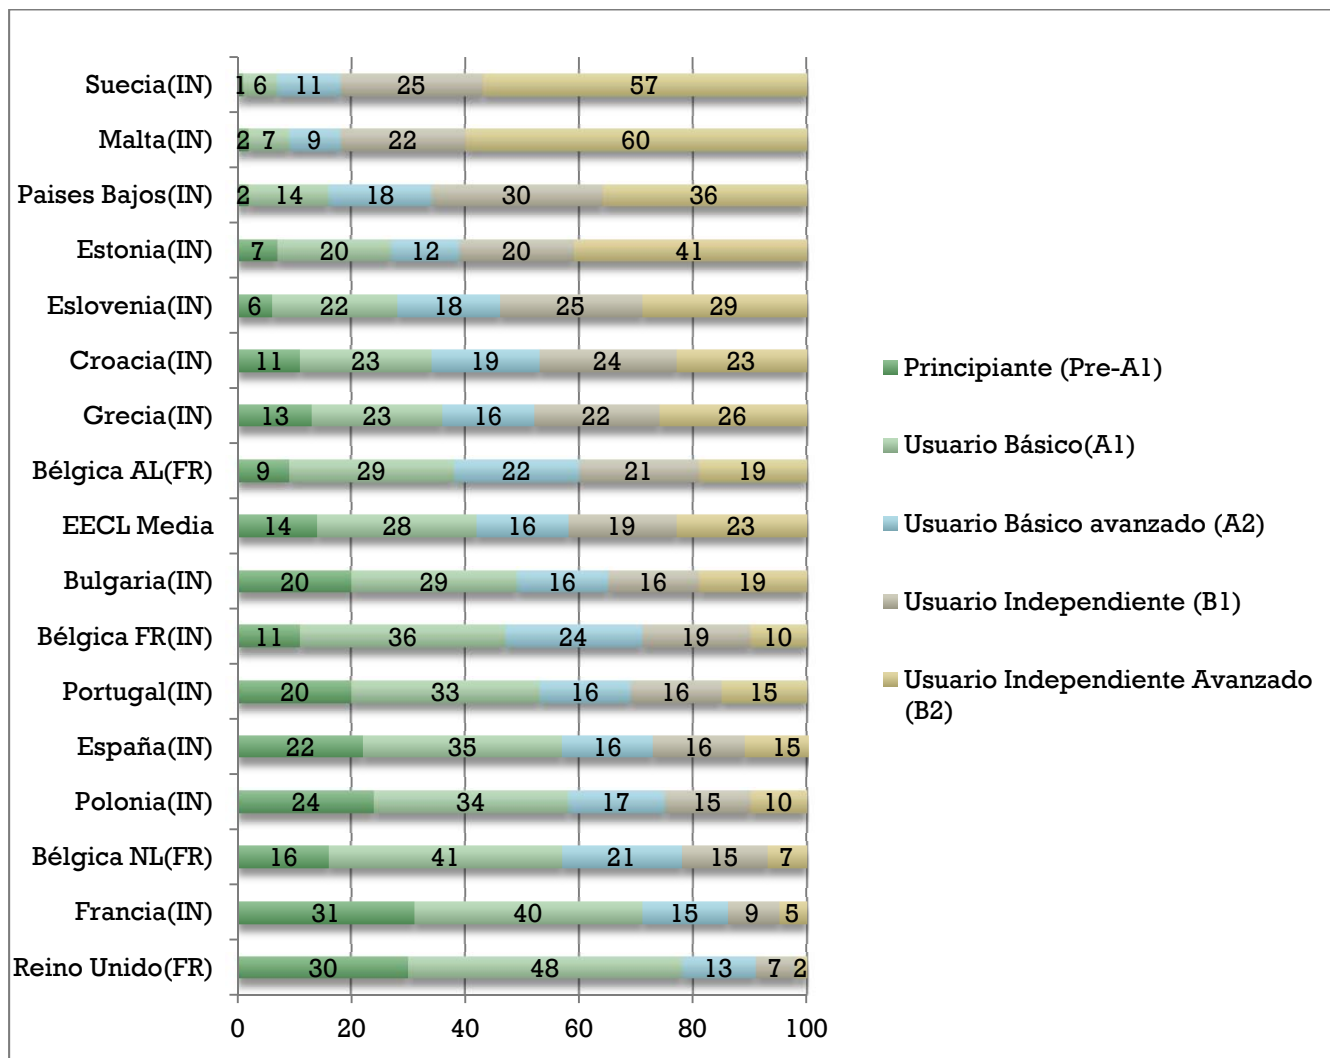 Suecia(IN) 1 6 11 25 57
Malta(IN) 2 7 9 22 60
Paises Bajos(IN) 2 14 18 30 36
Estonia(IN) 7 20 12 20 41
Eslovenia(IN) 6 22 18 25 29
Croacia(IN) 11 23 19 24 23
Grecia(IN) 13 23 16 22 26
Bélgica AL(FR) 9 29 22 21 19
EECL Media 14 28 16 19 23
Bulgaria(IN) 20 29 16 16 19
Bélgica FR(IN) 11 36 24 19 10
Portugal(IN) 20 33 16 16 15
España(IN) 22 35 16 16 15
Polonia(IN) 24 34 17 15 10
Bélgica NL(FR) 16 41 21 15 7
Francia(IN) 31 40 15 9 5
Reino Unido(FR) 30 48 13 7 2
0 20 40 60 80 100
Principiante (Pre-A1)
Usuario Básico(A1)
Usuario Básico avanzado (A2)
Usuario Independiente (B1)
Usuario Independiente Avanzado
(B2)